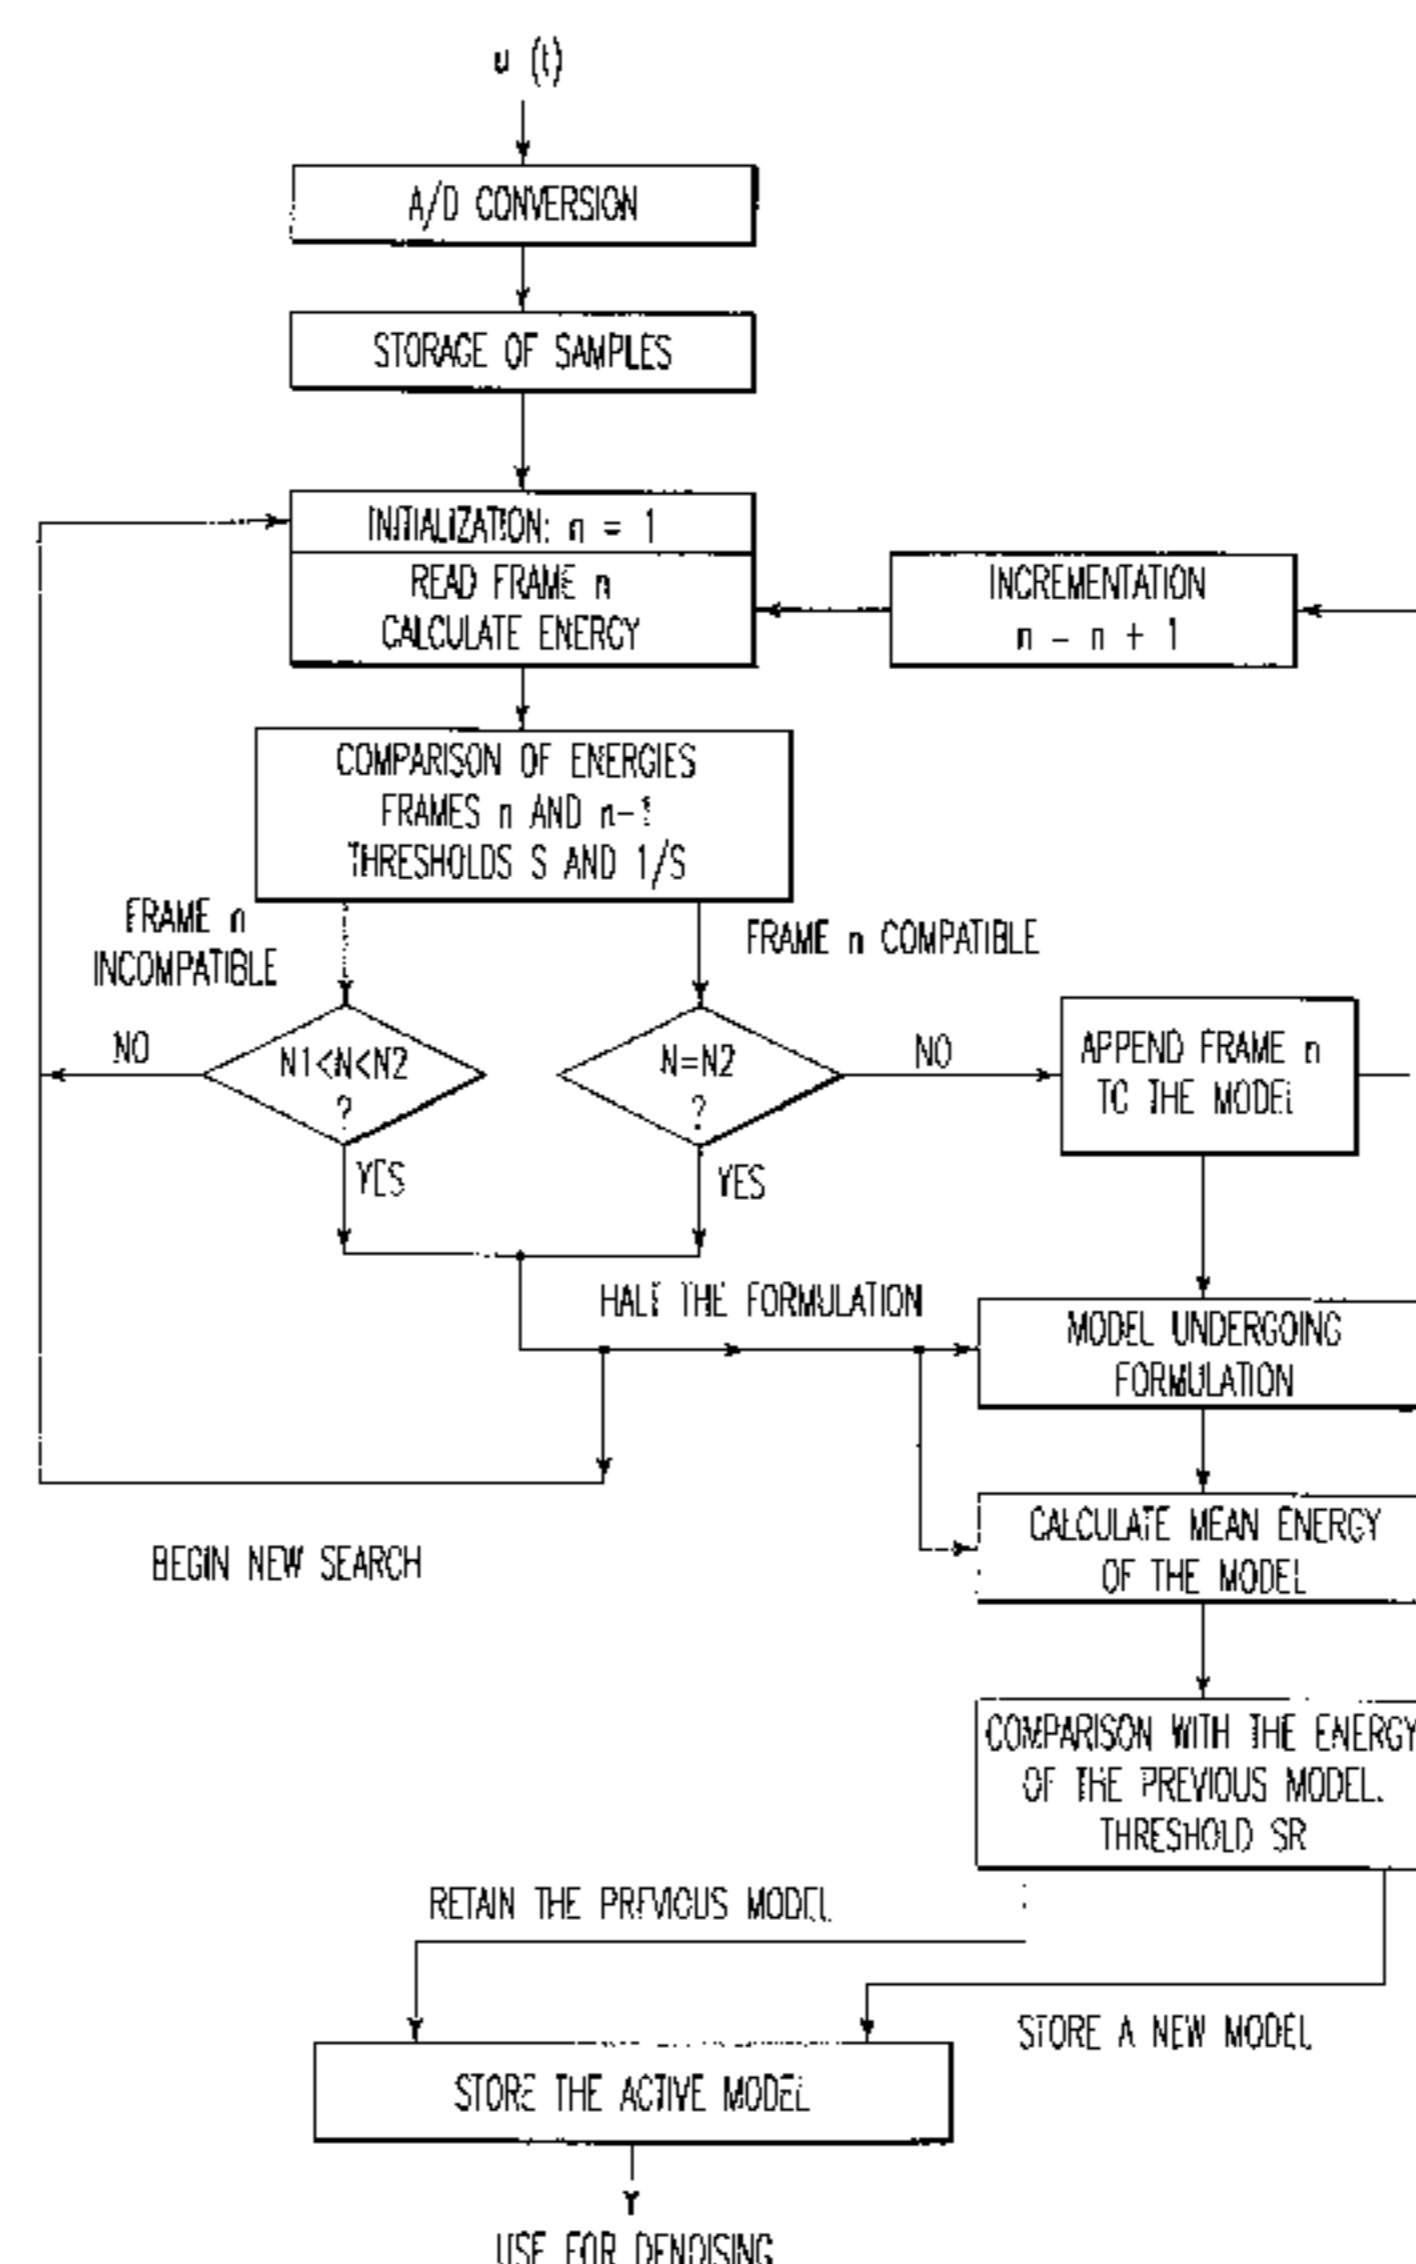 u (t)
A/D CONVERSION
STORAGE OF SAMPLES
INITIALIZATION: n = 1
READ FRAME n
CALCULATE ENERGY
INCREMENTATION
n = n + 1
COMPARISON OF ENERGIES
FRAMES n AND n-1
THRESHOLDS S AND 1/S
FRAME n
INCOMPATIBLE
FRAME n COMPATIBLE
NO
N1<N<N2
?
N=N2
?
NO
APPEND FRAME n
TO THE MODEL
YES
YES
HALT THE FORMULATION
MODEL UNDERGOING
FORMULATION
CALCULATE MEAN ENERGY
OF THE MODEL
BEGIN NEW SEARCH
COMPARISON WITH THE ENERGY
OF THE PREVIOUS MODEL.
THRESHOLD SR
RETAIN THE PREVIOUS MODEL
STORE A NEW MODEL
STORE THE ACTIVE MODEL
USE FOR DENOISING